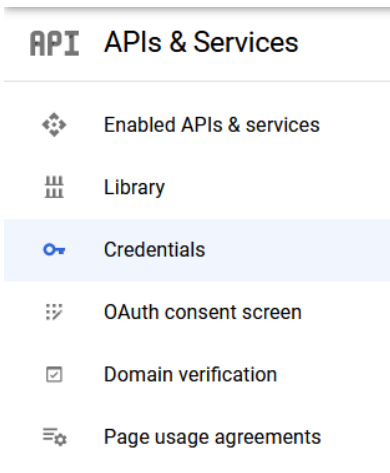 API APIs & Services
Enabled APIs & services
Library
Credentials
OAuth consent screen
Domain verification
Page usage agreements